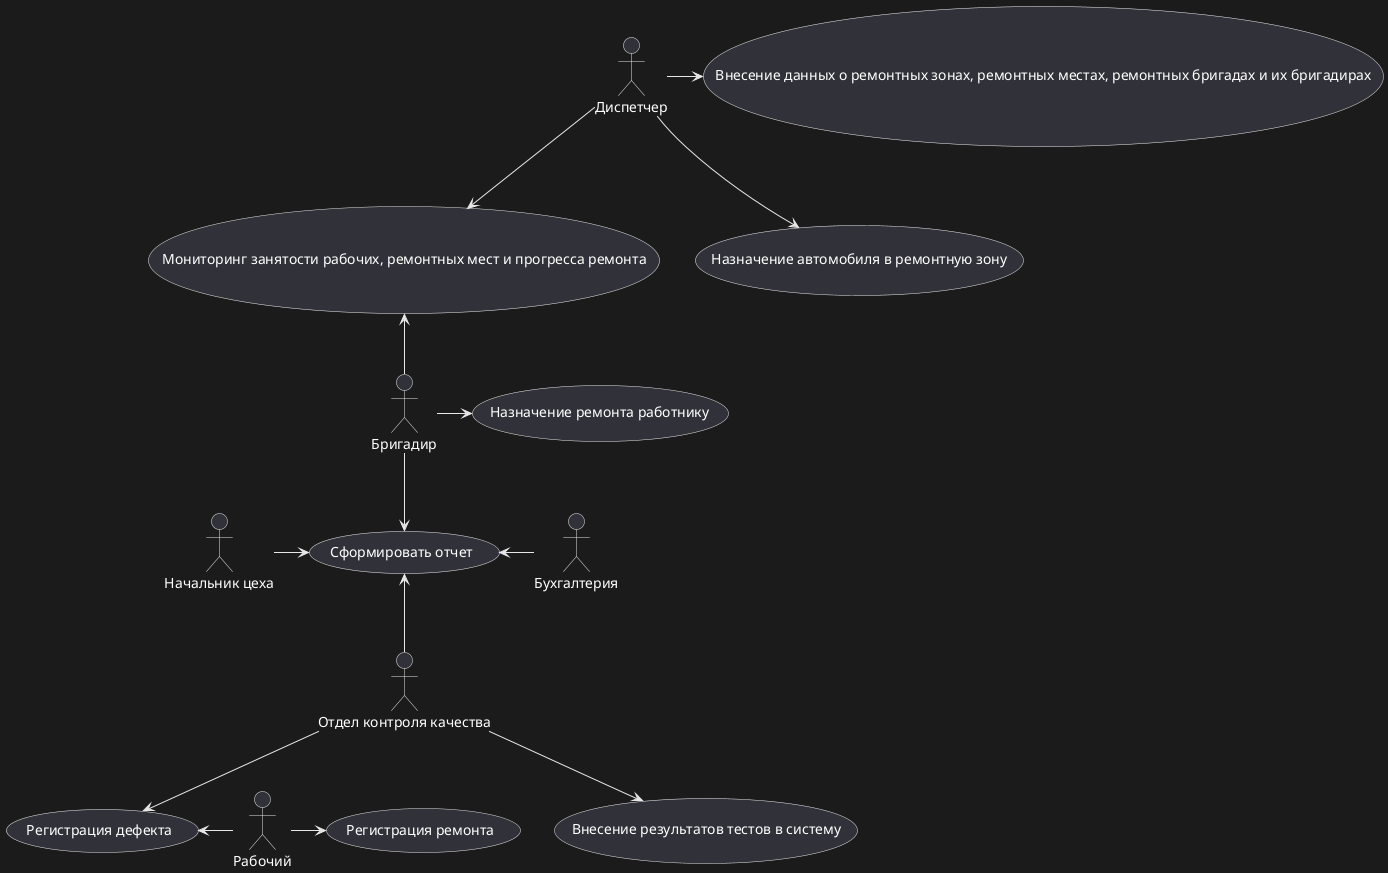 Диспетчер
Внесение данных о ремонтных зонах, ремонтных местах, ремонтных бригадах и их бригадирах
Мониторинг занятости рабочих, ремонтных мест и прогресса ремонта
Назначение автомобиля в ремонтную зону
Бригадир
Назначение ремонта работнику
Начальник цеха
Сформировать отчет
Бухгалтерия
Отдел контроля качества
Регистрация дефекта
Рабочий
Регистрация ремонта
Внесение результатов тестов в систему